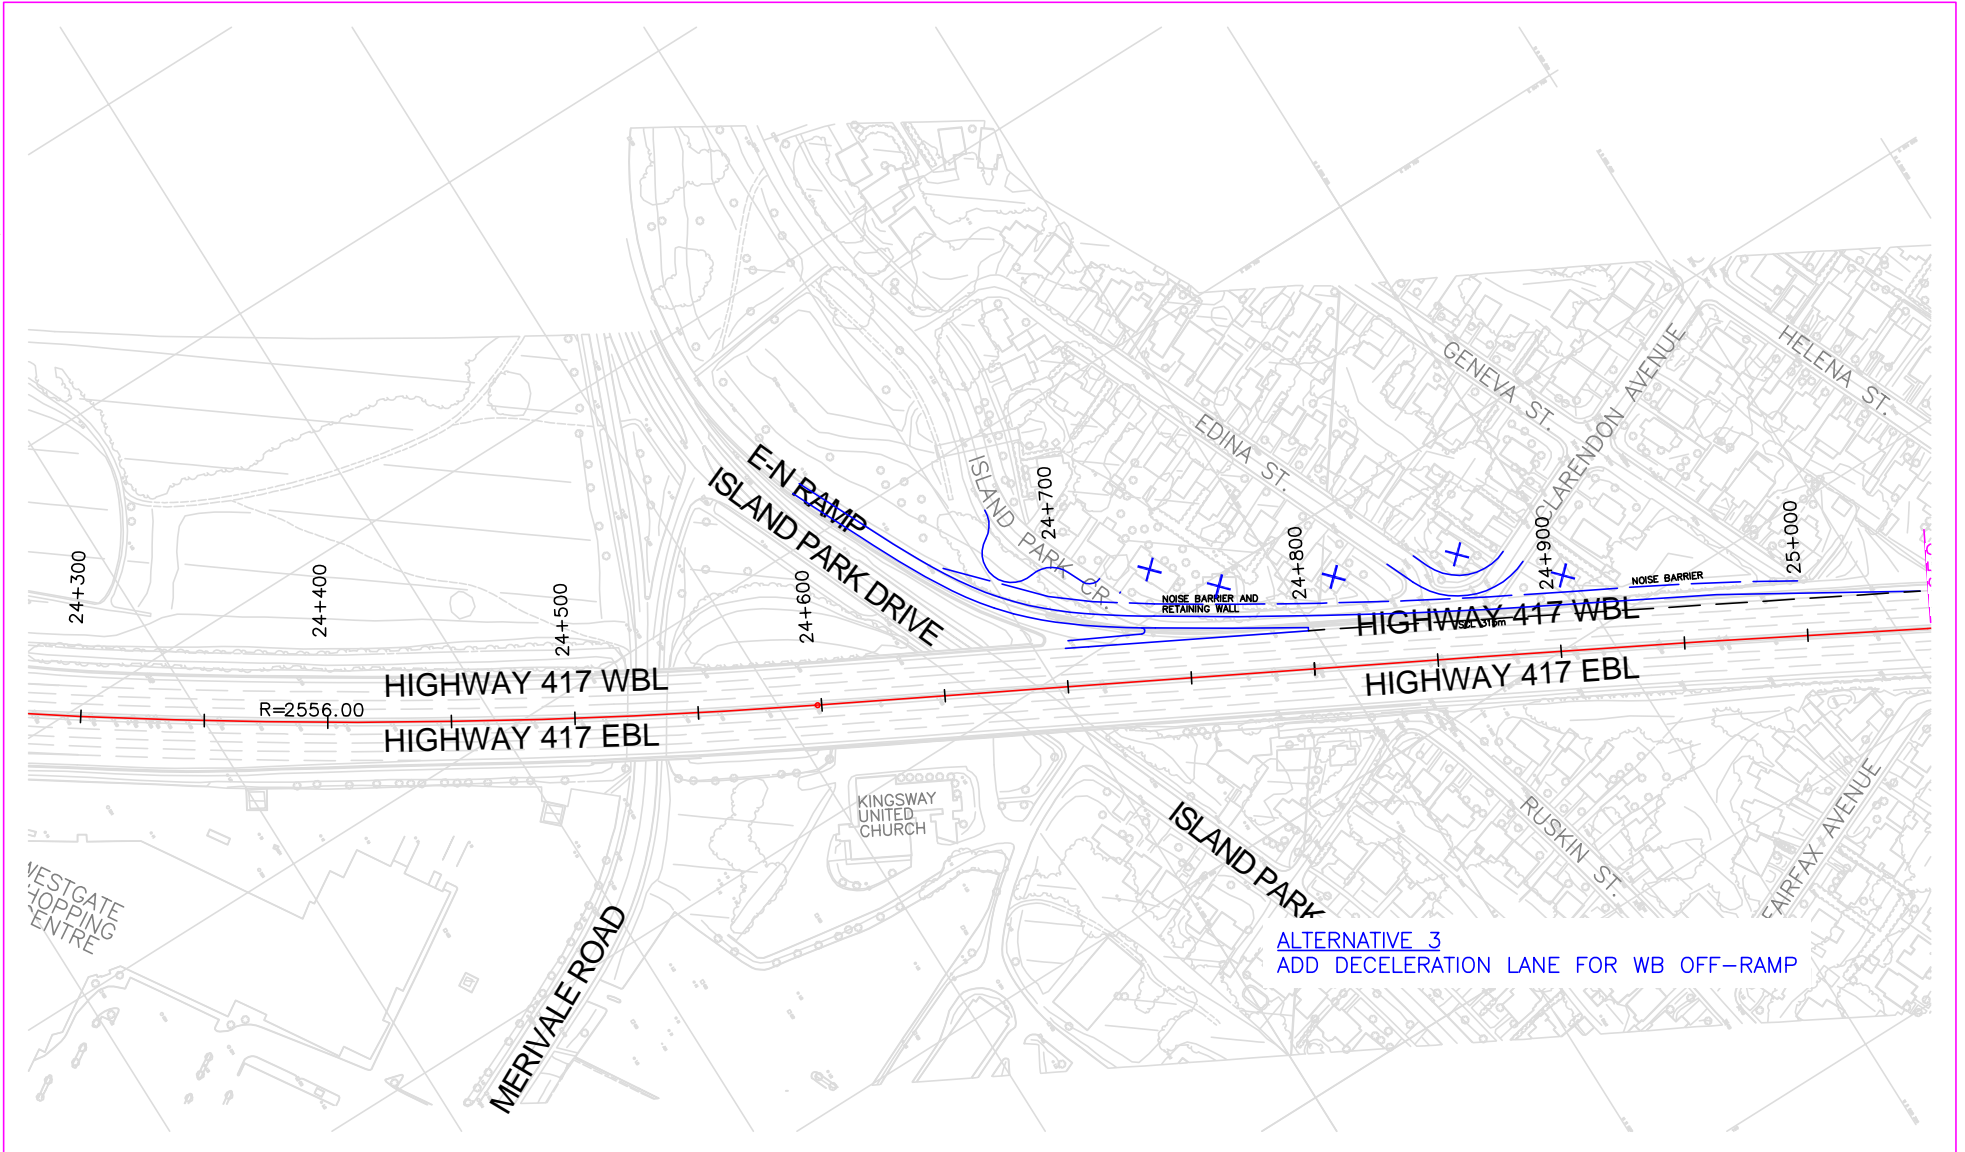 HELENA ST.
GENEVA ST.
CLARENDON AVENUE
EDINA ST.
E-N RAMP
ISLAND PARK DRIVE
ISLAND PARK CR.
24+300
24+400
24+500
24+600
24+700
24+800
24+900
25+000
NOISE BARRIER
NOISE BARRIER AND
RETAINING WALL
HIGHWAY 417 WBL
HIGHWAY 417 WBL
HIGHWAY 417 EBL
R=2556.00
HIGHWAY 417 EBL
KINGSWAY
UNITED
CHURCH
ISLAND PARK
RUSKIN ST.
FAIRFAX AVENUE
WESTGATE
HOPPING
ENTRE
MERIVALE ROAD
ALTERNATIVE 3
ADD DECELERATION LANE FOR WB OFF-RAMP